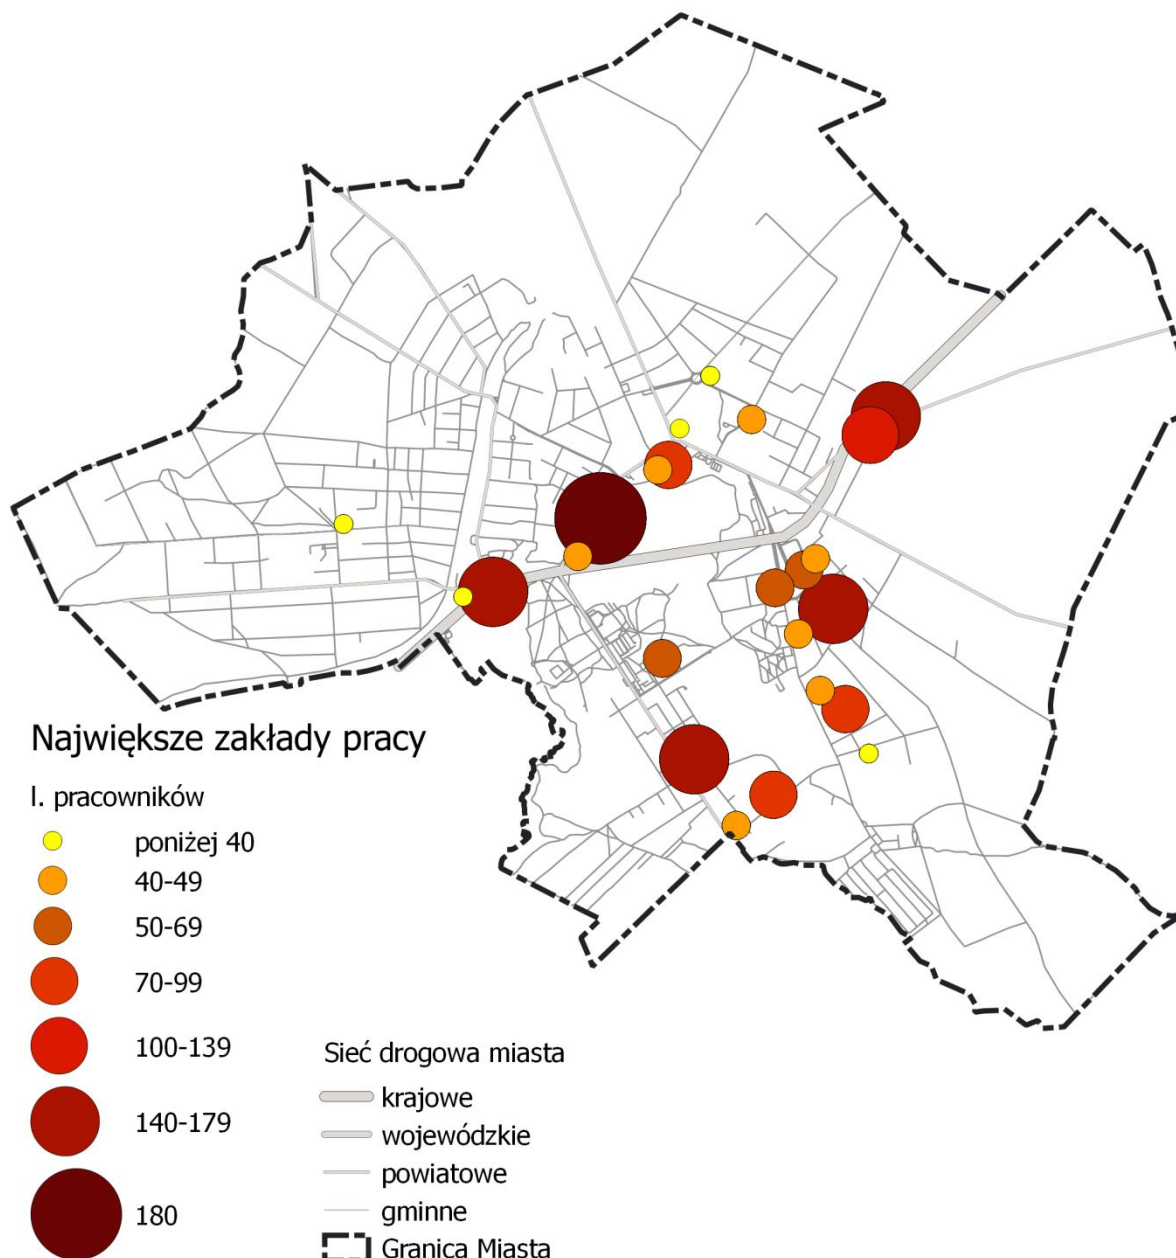 Największe zakłady pracy
l. pracowników
poniżej 40
40-49
50-69
70-99
100-139
140-179
180
Sieć drogowa miasta
krajowe
wojewódzkie
powiatowe
gminne
Granica Miasta